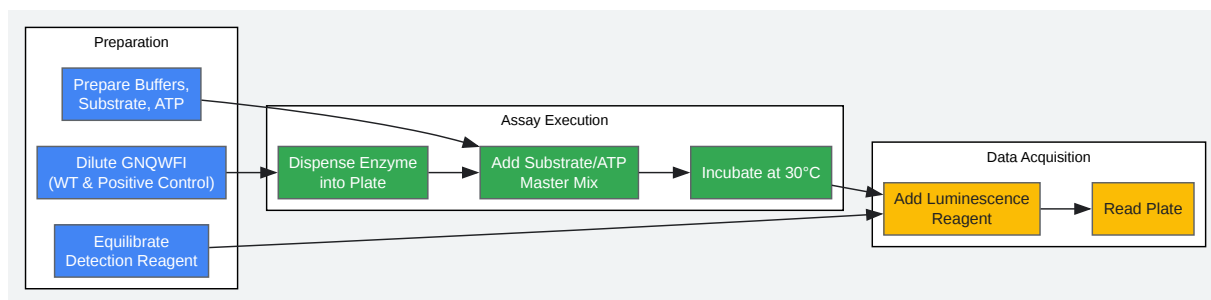 Preparation
Prepare Buffers,
Substrate, ATP
Dilute GNQWFI
(WT & Positive Control)
Equilibrate
Detection Reagent
Assay Execution
Dispense Enzyme
into Plate
Add Substrate/ATP
Master Mix
Incubate at 30°C
Data Acquisition
Add Luminescence
Reagent
Read Plate